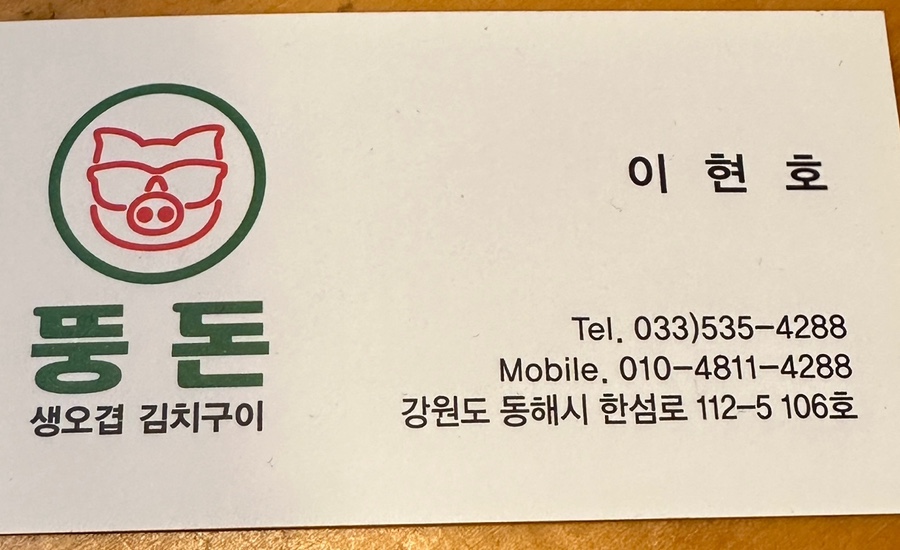 뚱돈
생오겹 김치구이
이현호
Tel. 033)535-4288
Mobile. 010-4811-4288
강원도 동해시 한섬로 112-5 106호